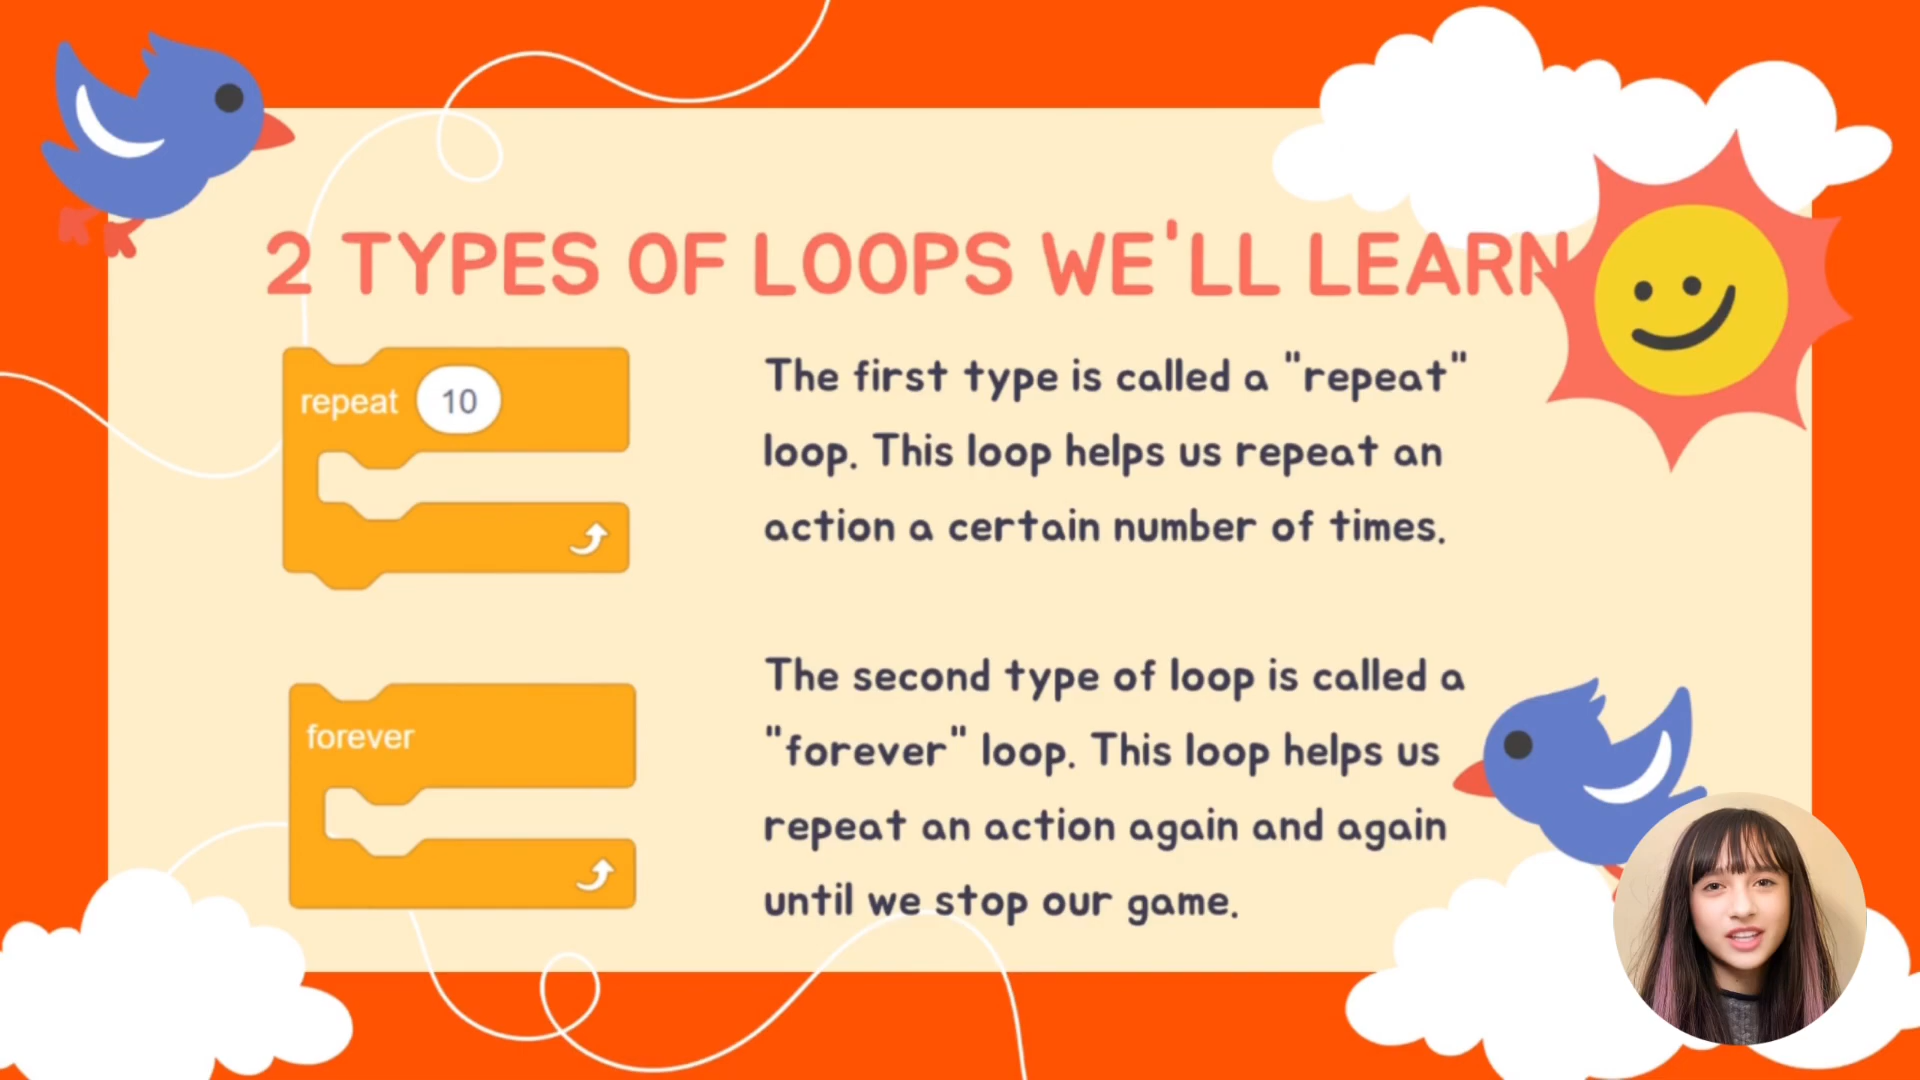 2 TYPES OF LOOPS WE'LL LEARN
repeat 10
The first type is called a "repeat"
loop. This loop helps us repeat an
action a certain number of times.
forever
The second type of loop is called a
"forever" loop. This loop helps us
repeat an action again and again
until we stop our game.